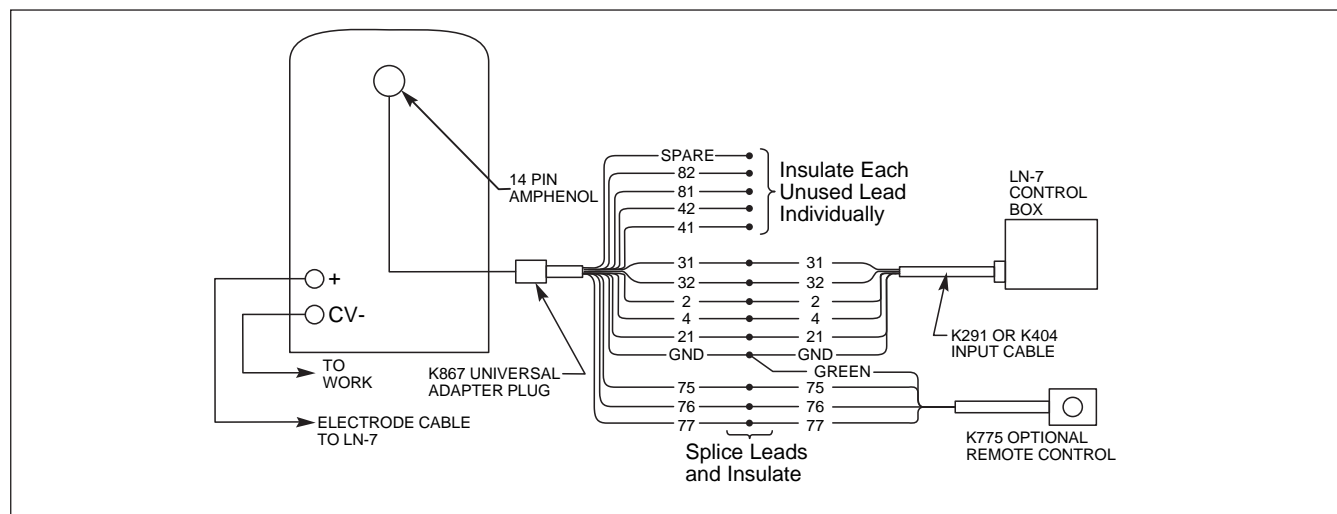 14 PIN
AMPHENOL
+
CV-
TO
WORK
ELECTRODE CABLE
TO LN-7
K867 UNIVERSAL
ADAPTER PLUG
SPARE
82
81
42
41
Insulate Each
Unused Lead
Individually
31 31
32 32
2 2
4 4
21 21
GND GND
GREEN
75 75
76 76
77 77
Splice Leads
and Insulate
LN-7
CONTROL
BOX
K291 OR K404
INPUT CABLE
K775 OPTIONAL
REMOTE CONTROL